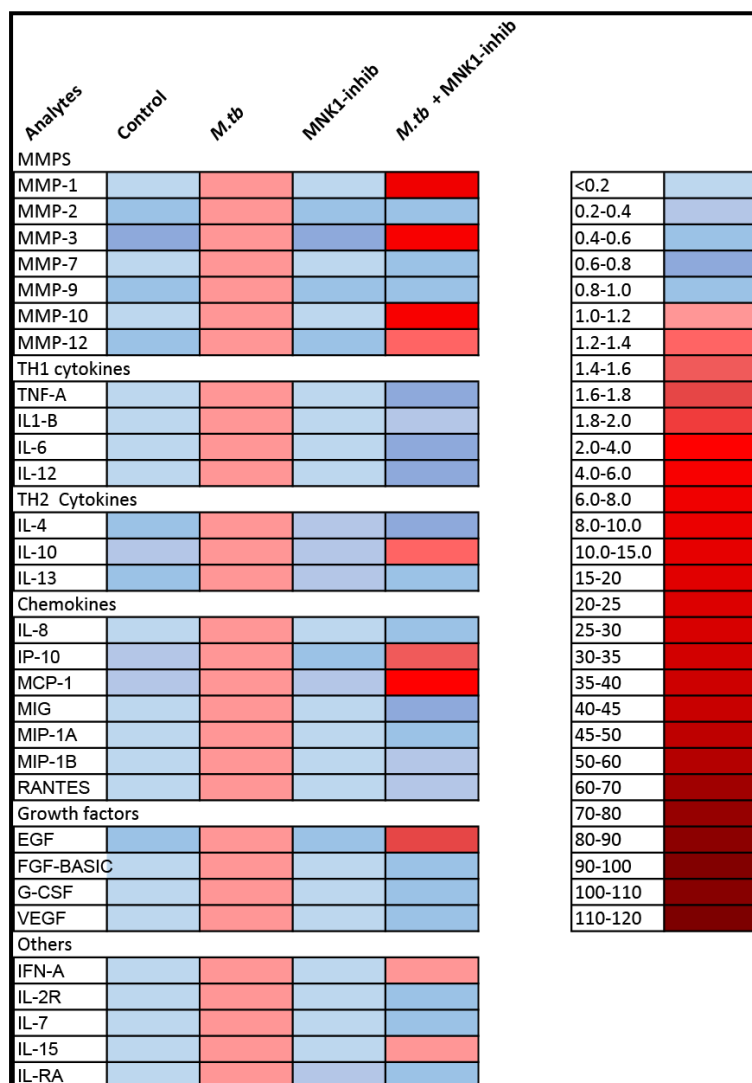 Analytes Control M.tb MNK1-inhib M.tb + MNK1-inhib
MMPS
MMP-1
MMP-2
MMP-3
MMP-7
MMP-9
MMP-10
MMP-12
TH1 cytokines
TNF-A
IL1-B
IL-6
IL-12
TH2 Cytokines
IL-4
IL-10
IL-13
Chemokines
IL-8
IP-10
MCP-1
MIG
MIP-1A
MIP-1B
RANTES
Growth factors
EGF
FGF-BASIC
G-CSF
VEGF
Others
IFN-A
IL-2R
IL-7
IL-15
IL-RA
<0.2
0.2-0.4
0.4-0.6
0.6-0.8
0.8-1.0
1.0-1.2
1.2-1.4
1.4-1.6
1.6-1.8
1.8-2.0
2.0-4.0
4.0-6.0
6.0-8.0
8.0-10.0
10.0-15.0
15-20
20-25
25-30
30-35
35-40
40-45
45-50
50-60
60-70
70-80
80-90
90-100
100-110
110-120